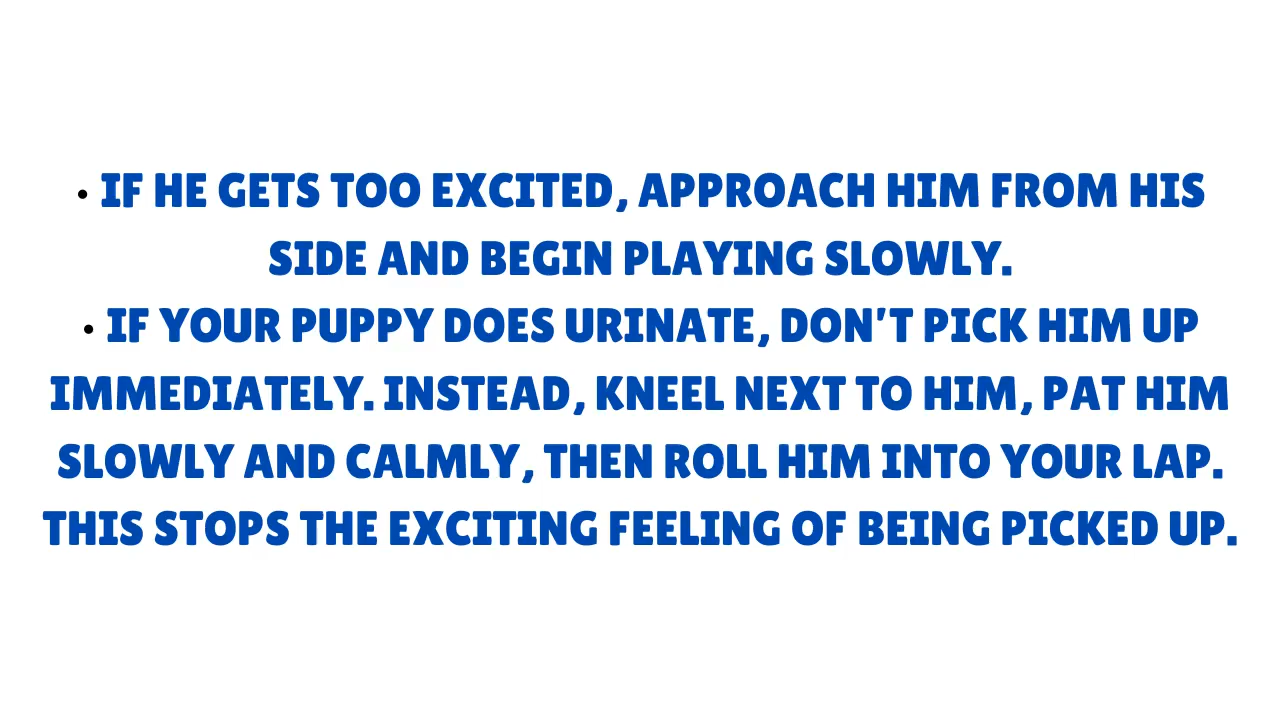 • IF HE GETS TOO EXCITED, APPROACH HIM FROM HIS
SIDE AND BEGIN PLAYING SLOWLY.
• IF YOUR PUPPY DOES URINATE, DON'T PICK HIM UP
IMMEDIATELY. INSTEAD, KNEEL NEXT TO HIM, PAT HIM
SLOWLY AND CALMLY, THEN ROLL HIM INTO YOUR LAP.
THIS STOPS THE EXCITING FEELING OF BEING PICKED UP.